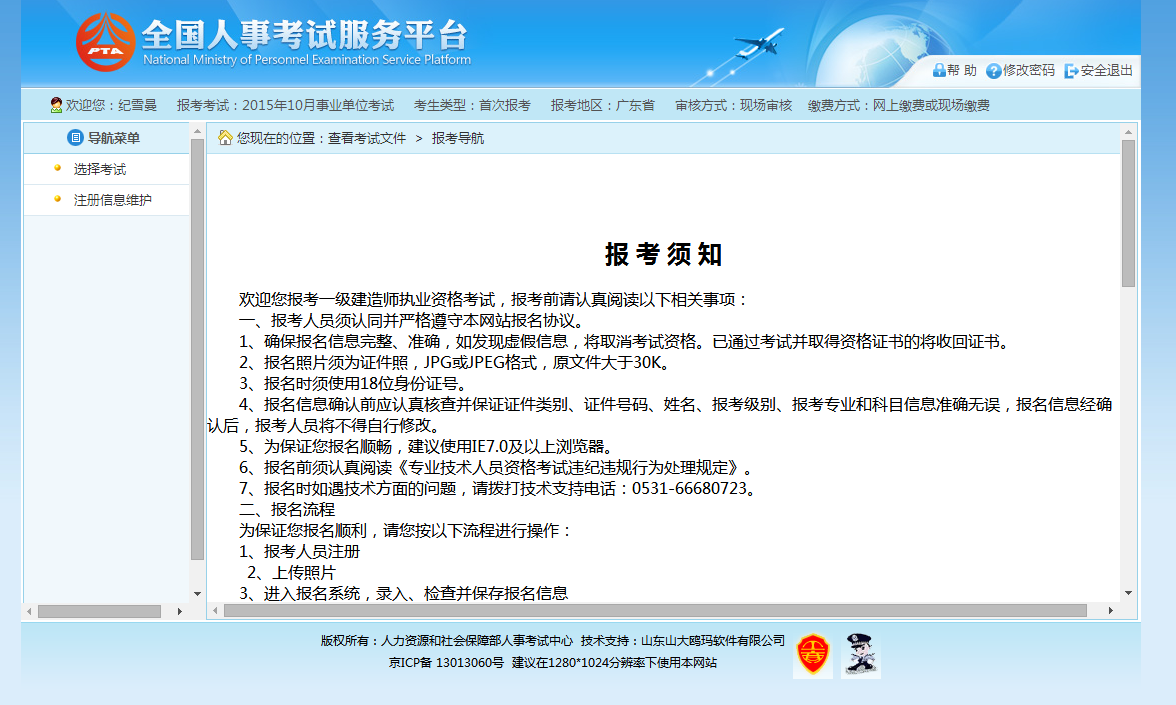 全国人事考试服务平台
PTA
National Ministry of Personnel Examination Service Platform
帮 助 修改密码 安全退出
欢迎您：纪雪晨 报考考试：2015年10月事业单位考试 考生类型：首次报考 报考地区：广东省 审核方式：现场审核 缴费方式：网上缴费或现场缴费
导航菜单
选择考试
注册信息维护
您现在的位置：查看考试文件 > 报考导航
报 考 须 知
欢迎您报考一级建造师执业资格考试，报考前请认真阅读以下相关事项：
一、报考人员须认同并严格遵守本网站报名协议。
1、确保报名信息完整、准确，如发现虚假信息，将取消考试资格。已通过考试并取得资格证书的将收回证书。
2、报名照片须为证件照，JPG或JPEG格式，原文件大于30K。
3、报名时须使用18位身份证号。
4、报名信息确认前应认真核查并保证证件类别、证件号码、姓名、报考级别、报考专业和科目信息准确无误，报名信息经确
认后，报考人员将不得自行修改。
5、为保证您报名顺畅，建议使用IE7.0及以上浏览器。
6、报名前须认真阅读《专业技术人员资格考试违纪违规行为处理规定》。
7、报名时如遇技术方面的问题，请拨打技术支持电话：0531-66680723。
二、报名流程
为保证您报名顺利，请您按以下流程进行操作：
1、报考人员注册
2、上传照片
3、进入报名系统，录入、检查并保存报名信息
版权所有：人力资源和社会保障部人事考试中心 技术支持：山东山大鸥玛软件有限公司
京ICP备 13013060号 建议在1280*1024分辨率下使用本网站